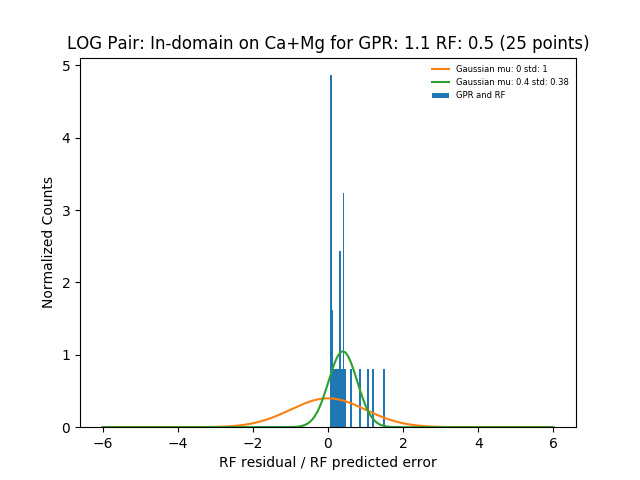 LOG Pair: In-domain on Ca+Mg for GPR: 1.1 RF: 0.5 (25 points)
Gaussian mu: 0 std: 1
Gaussian mu: 0.4 std: 0.38
GPR and RF
Normalized Counts
5
4
3
2
1
0
−6
−4
−2
0
2
4
6
RF residual / RF predicted error